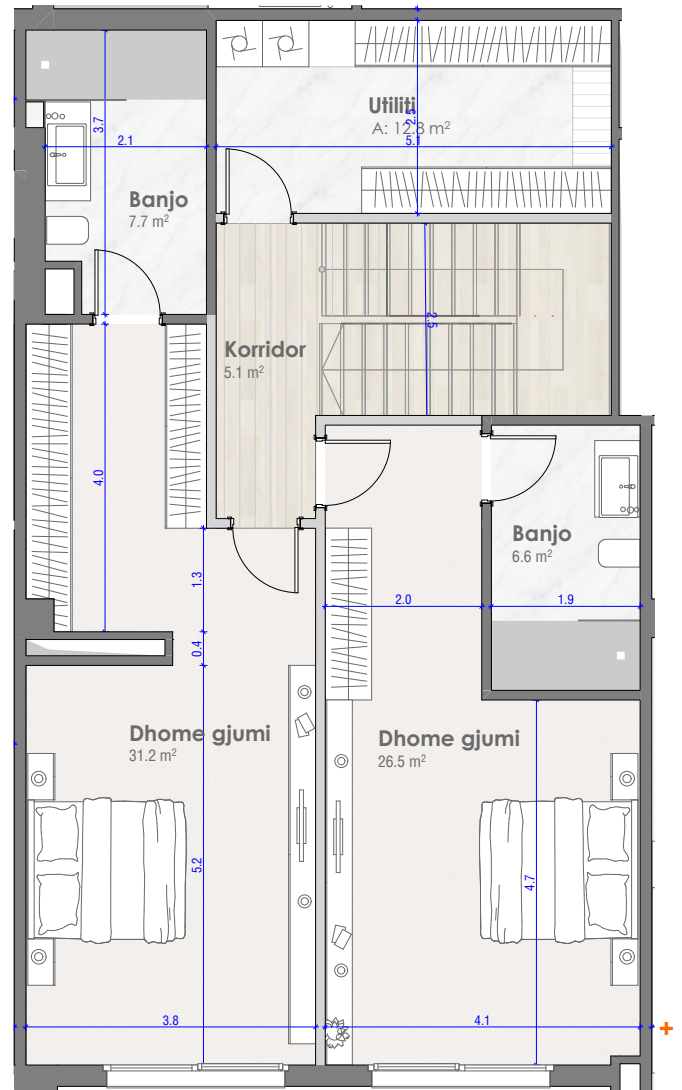 Utiliti
A: 12.8 m²
2.5
5.1
3.7
2.1
Banjo
7.7 m²
Korridor
5.1 m²
2.5
4.0
1.3
0.4
Banjo
6.6 m²
2.0
1.9
Dhome gjumi
31.2 m²
Dhome gjumi
26.5 m²
5.2
4.7
3.8
4.1
+